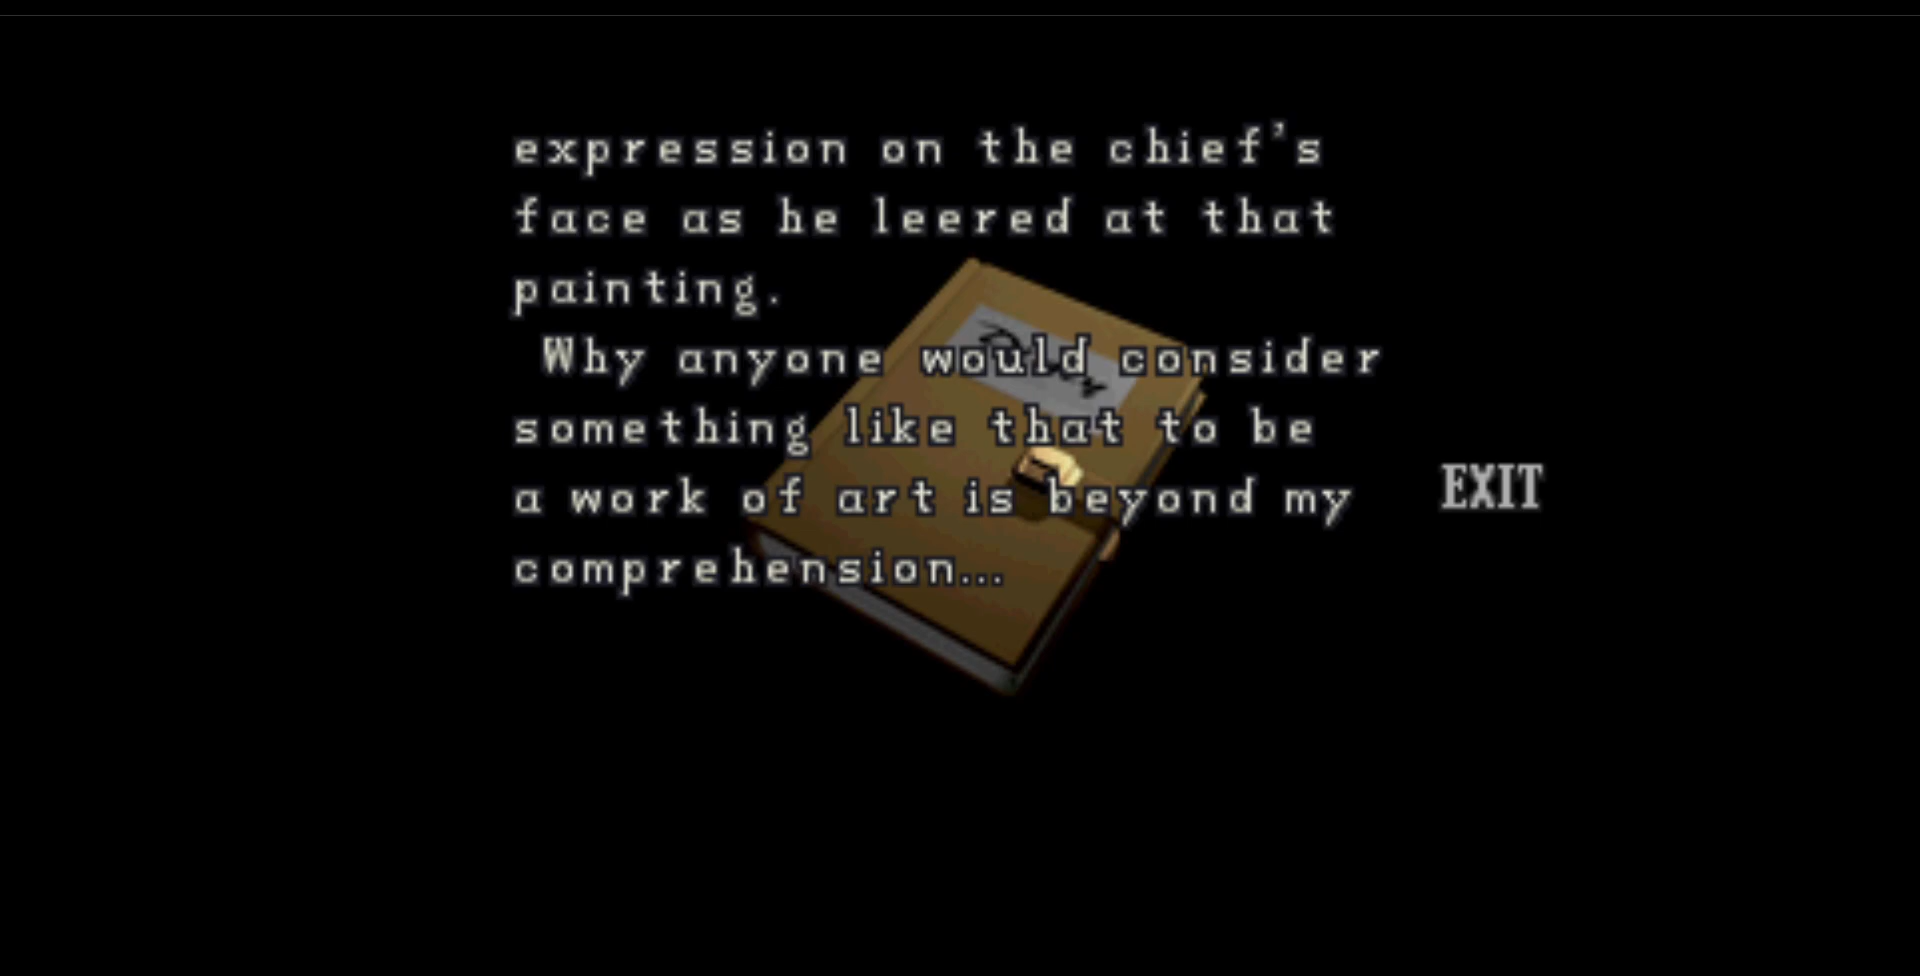 expression on the chief's
face as he leered at that
painting.
Why anyone would consider
something like that to be
a work of art is beyond my
comprehension...
EXIT
Diary